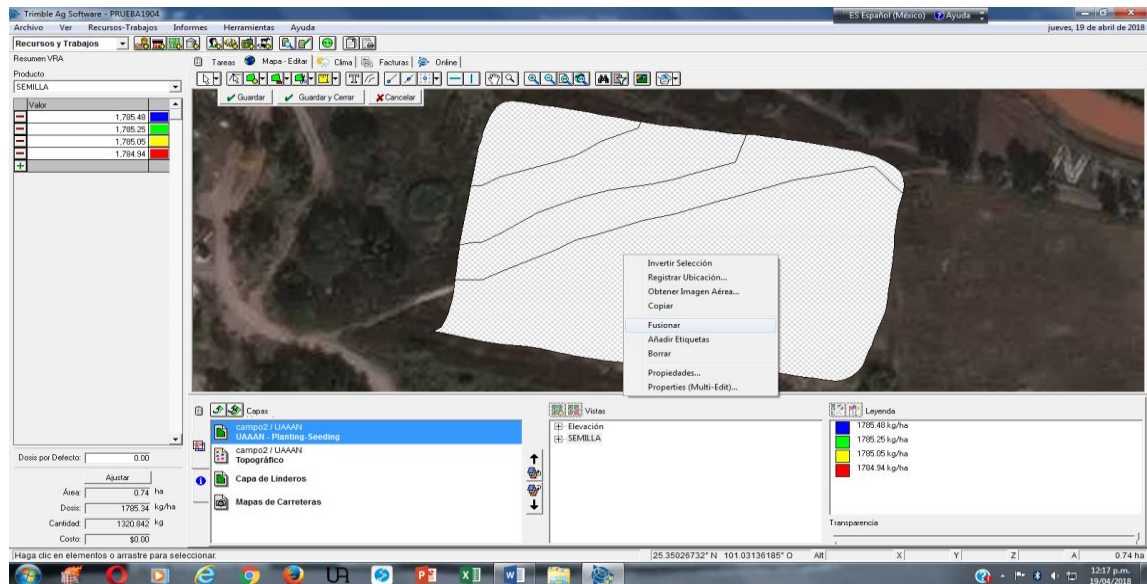 Trimble Ag Software - PRUEBA1904
ES Español (México) Ayuda
Archivo Ver Recursos-Trabajos Informes Herramientas Ayuda
jueves, 19 de abril de 2018
Recursos y Trabajos
Resumen VRA
Tareas Mapa - Editar Clima Facturas Online
Producto
SEMILLA
Guardar Guardar y Cerrar Cancelar
Valor
1,785.48
1,785.25
1,785.05
1,784.94
Invertir Selección
Registrar Ubicación...
Obtener Imagen Aérea...
Copiar
Fusionar
Añadir Etiquetas
Borrar
Propiedades...
Properties (Multi-Edit)...
Capas
campo2 / UAAAN
UAAAN - Planting-Seeding
campo2 / UAAAN
Topográfico
Capa de Linderos
Mapas de Carreteras
Vistas
Elevación
SEMILLA
Leyenda
1785.48 kg/ha
1785.25 kg/ha
1785.05 kg/ha
1784.94 kg/ha
Transparencia
Dosis por Defecto: 0.00
Ajustar
Área: 0.74 ha
Dosis: 1785.34 kg/ha
Cantidad: 1320.842 kg
Costo: $0.00
Haga clic en elementos o arrastre para seleccionar.
25.35026732° N 101.03136185° O Alt X Y Z A 0.74 ha
12:17 p.m.
19/04/2018